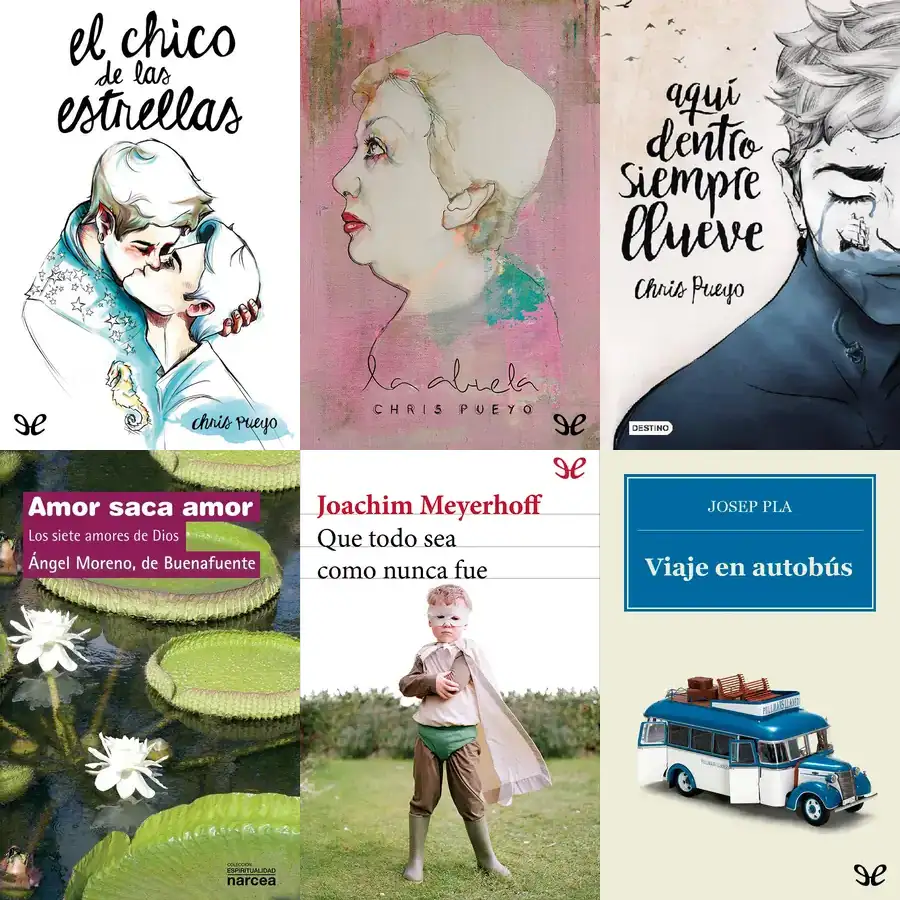 el chico
de las
estrellas
chris pueyo
la abuela
CHRIS PUEYO
aquí
dentro
siempre
llueve
Chris Pueyo
DESTINO
Amor saca amor
Los siete amores de Dios
Ángel Moreno, de Buenafuente
COLECCIÓN
ESPIRITUALIDAD
narcea
Joachim Meyerhoff
Que todo sea
como nunca fue
JOSEP PLA
Viaje en autobús